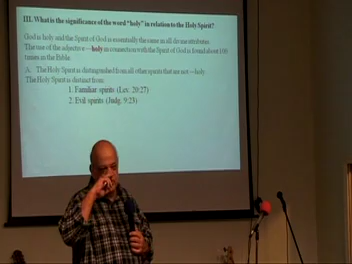 III. What is the significance of the word "holy" in relation to the Holy Spirit?
God is holy and the Spirit of God is essentially the same in all divine attributes.
The use of the adjective—holy in connection with the Spirit of God is found about 100
times in the Bible.
A. The Holy Spirit is distinguished from all other spirits that are not—holy.
The Holy Spirit is distinct from:
1. Familiar spirits (Lev. 20:27)
2. Evil spirits (Judg. 9:23)